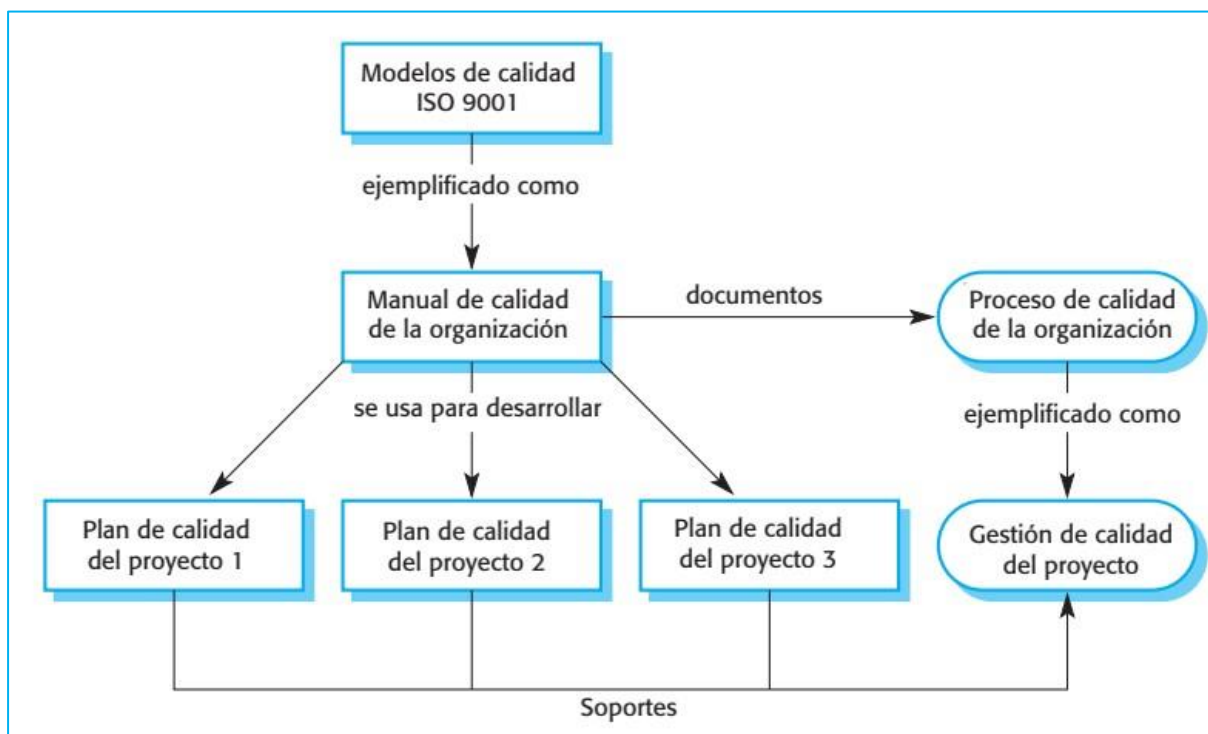 Modelos de calidad
ISO 9001
ejemplificado como
Manual de calidad
de la organización
documentos
Proceso de calidad
de la organización
se usa para desarrollar
ejemplificado como
Plan de calidad
del proyecto 1
Plan de calidad
del proyecto 2
Plan de calidad
del proyecto 3
Gestión de calidad
del proyecto
Soportes